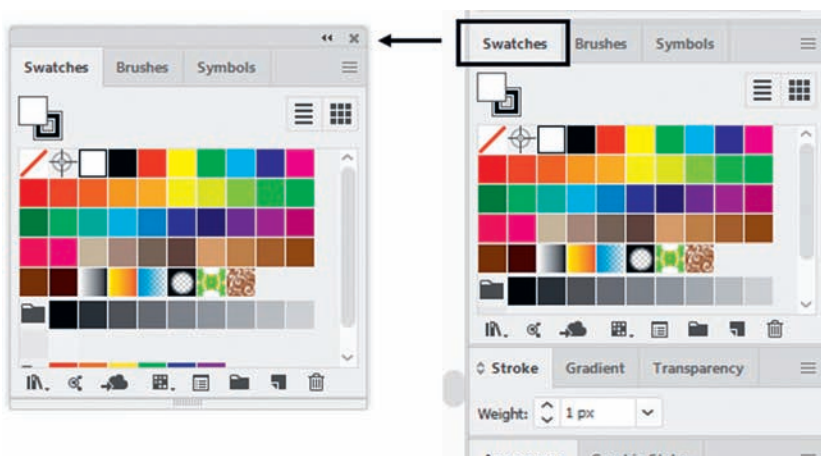 Swatches Brushes Symbols
Swatches Brushes Symbols
Stroke Gradient Transparency
Weight: 1 px